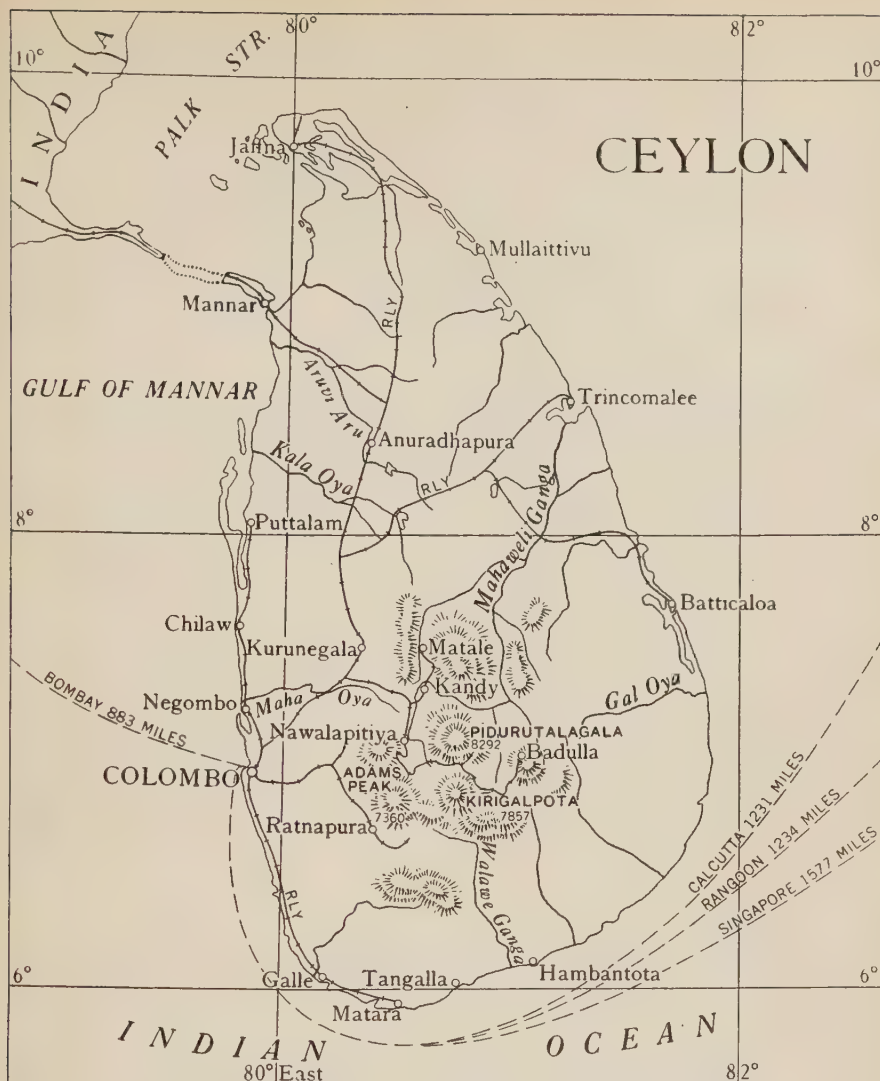 80° 82°
10° 10°
INDIA
PALK STR.
CEYLON
Jaffna
Mullaittivu
Mannar
RLY
GULF OF MANNAR
Aruvi Aru
Trincomalee
Anuradhapura
Kala Oya
RLY
Mahaweli Ganga
8° 8°
Puttalam
Batticaloa
Chilaw
Kurunegala
Matale
Kandy
BOMBAY 883 MILES
Negombo
Maha Oya
Gal Oya
Nawalapitiya
PIDURUTALAGALA
8292
Badulla
COLOMBO
ADAMS
PEAK
7360
KIRIGALPOTA
7857
Ratnapura
Walawe Ganga
CALCUTTA 1231 MILES
RANGOON 1234 MILES
SINGAPORE 1577 MILES
RLY
6° 6°
Galle
Tangalla
Hambantota
Matara
INDIAN OCEAN
80° East 82°